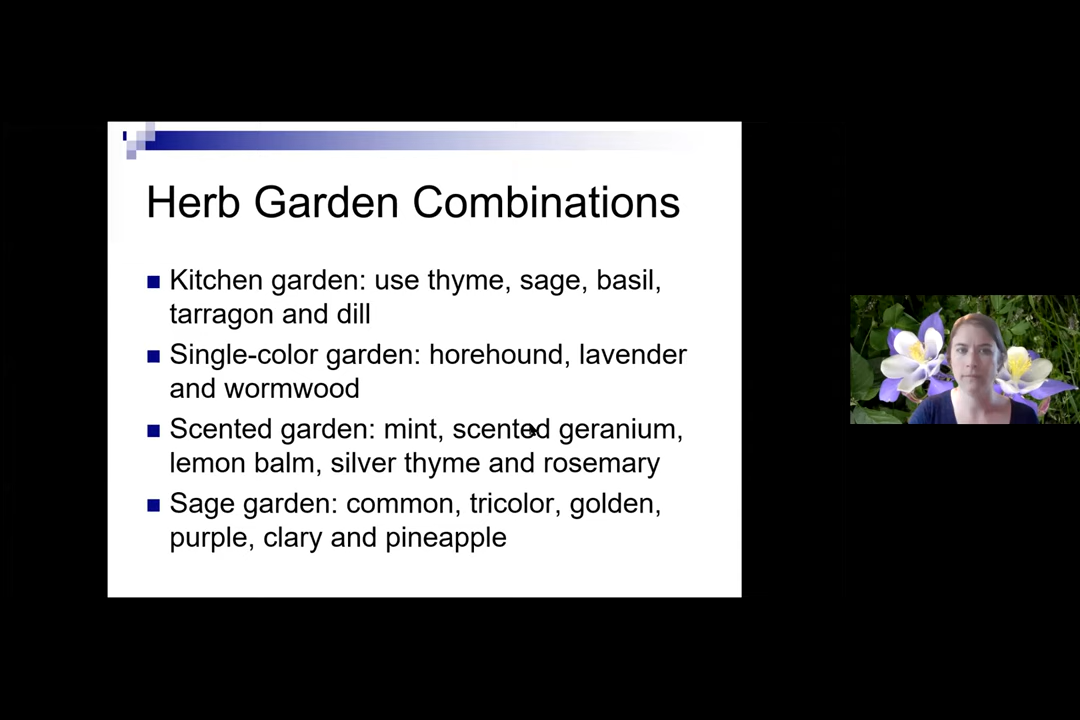 Herb Garden Combinations
Kitchen garden: use thyme, sage, basil,
tarragon and dill
Single-color garden: horehound, lavender
and wormwood
Scented garden: mint, scented geranium,
lemon balm, silver thyme and rosemary
Sage garden: common, tricolor, golden,
purple, clary and pineapple